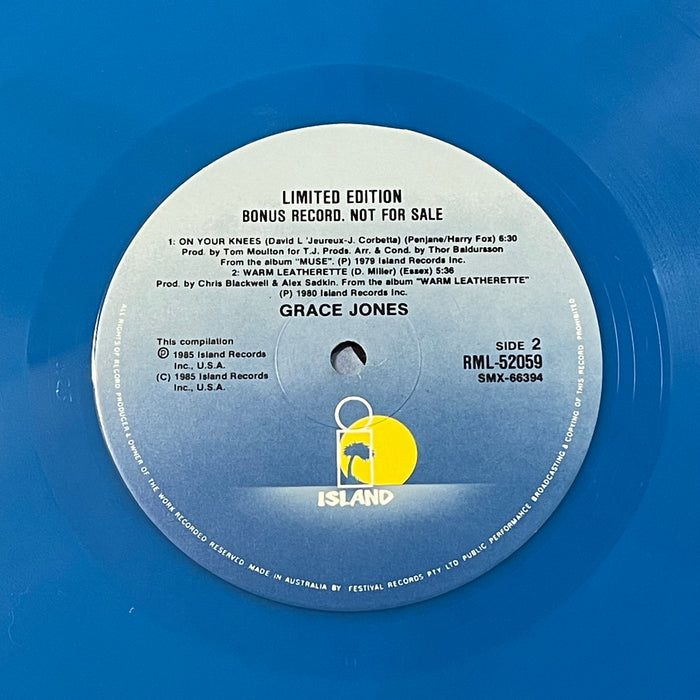 LIMITED EDITION
BONUS RECORD. NOT FOR SALE
1: ON YOUR KNEES (David L 'Jeureux-J. Corbetta) (Penjane/Harry Fox) 6:30
Prod. by Tom Moulton for T.J. Prods. Arr. & Cond. by Thor Baldursson
From the album "MUSE". (P) 1979 Island Records Inc.
2: WARM LEATHERETTE (D. Miller) (Essex) 5:36
Prod. by Chris Blackwell & Alex Sadkin. From the album "WARM LEATHERETTE"
(P) 1980 Island Records Inc.
GRACE JONES
This compilation
℗ 1985 Island Records
Inc., U.S.A.
(C) 1985 Island Records
Inc., U.S.A.
SIDE 2
RML-52059
SMX-66394
ISLAND
ALL RIGHTS OF RECORD PRODUCER & OWNER OF THE WORK RECORDED RESERVED. MADE IN AUSTRALIA BY FESTIVAL RECORDS PTY LTD PUBLIC PERFORMANCE BROADCASTING & COPYING OF THIS RECORD PROHIBITED